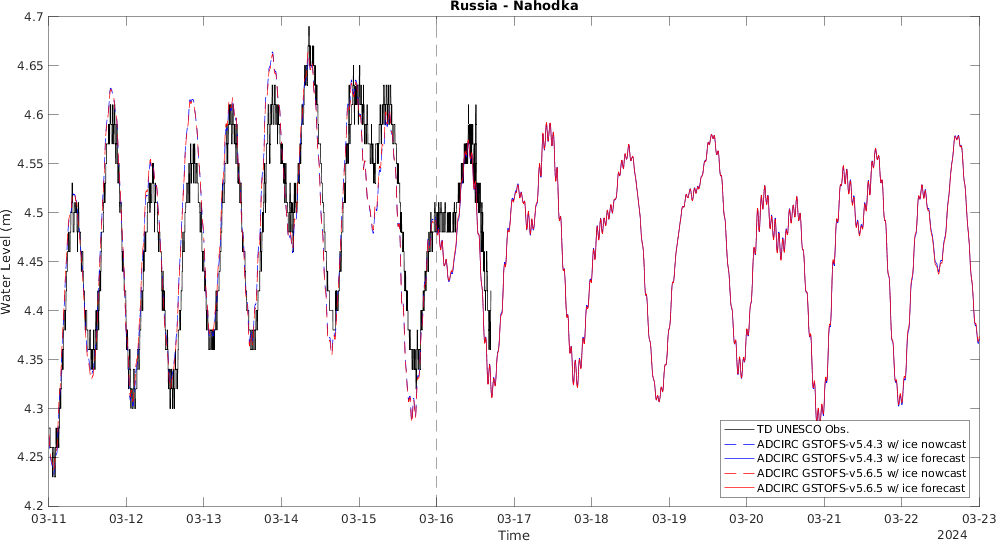 Russia - Nahodka
4.7
4.65
4.6
4.55
4.5
4.45
4.4
4.35
4.3
4.25
4.2
Water Level (m)
TD UNESCO Obs.
ADCIRC GSTOFS-v5.4.3 w/ ice nowcast
ADCIRC GSTOFS-v5.4.3 w/ ice forecast
ADCIRC GSTOFS-v5.6.5 w/ ice nowcast
ADCIRC GSTOFS-v5.6.5 w/ ice forecast
03-11 03-12 03-13 03-14 03-15 03-16 03-17 03-18 03-19 03-20 03-21 03-22 03-23
Time
2024